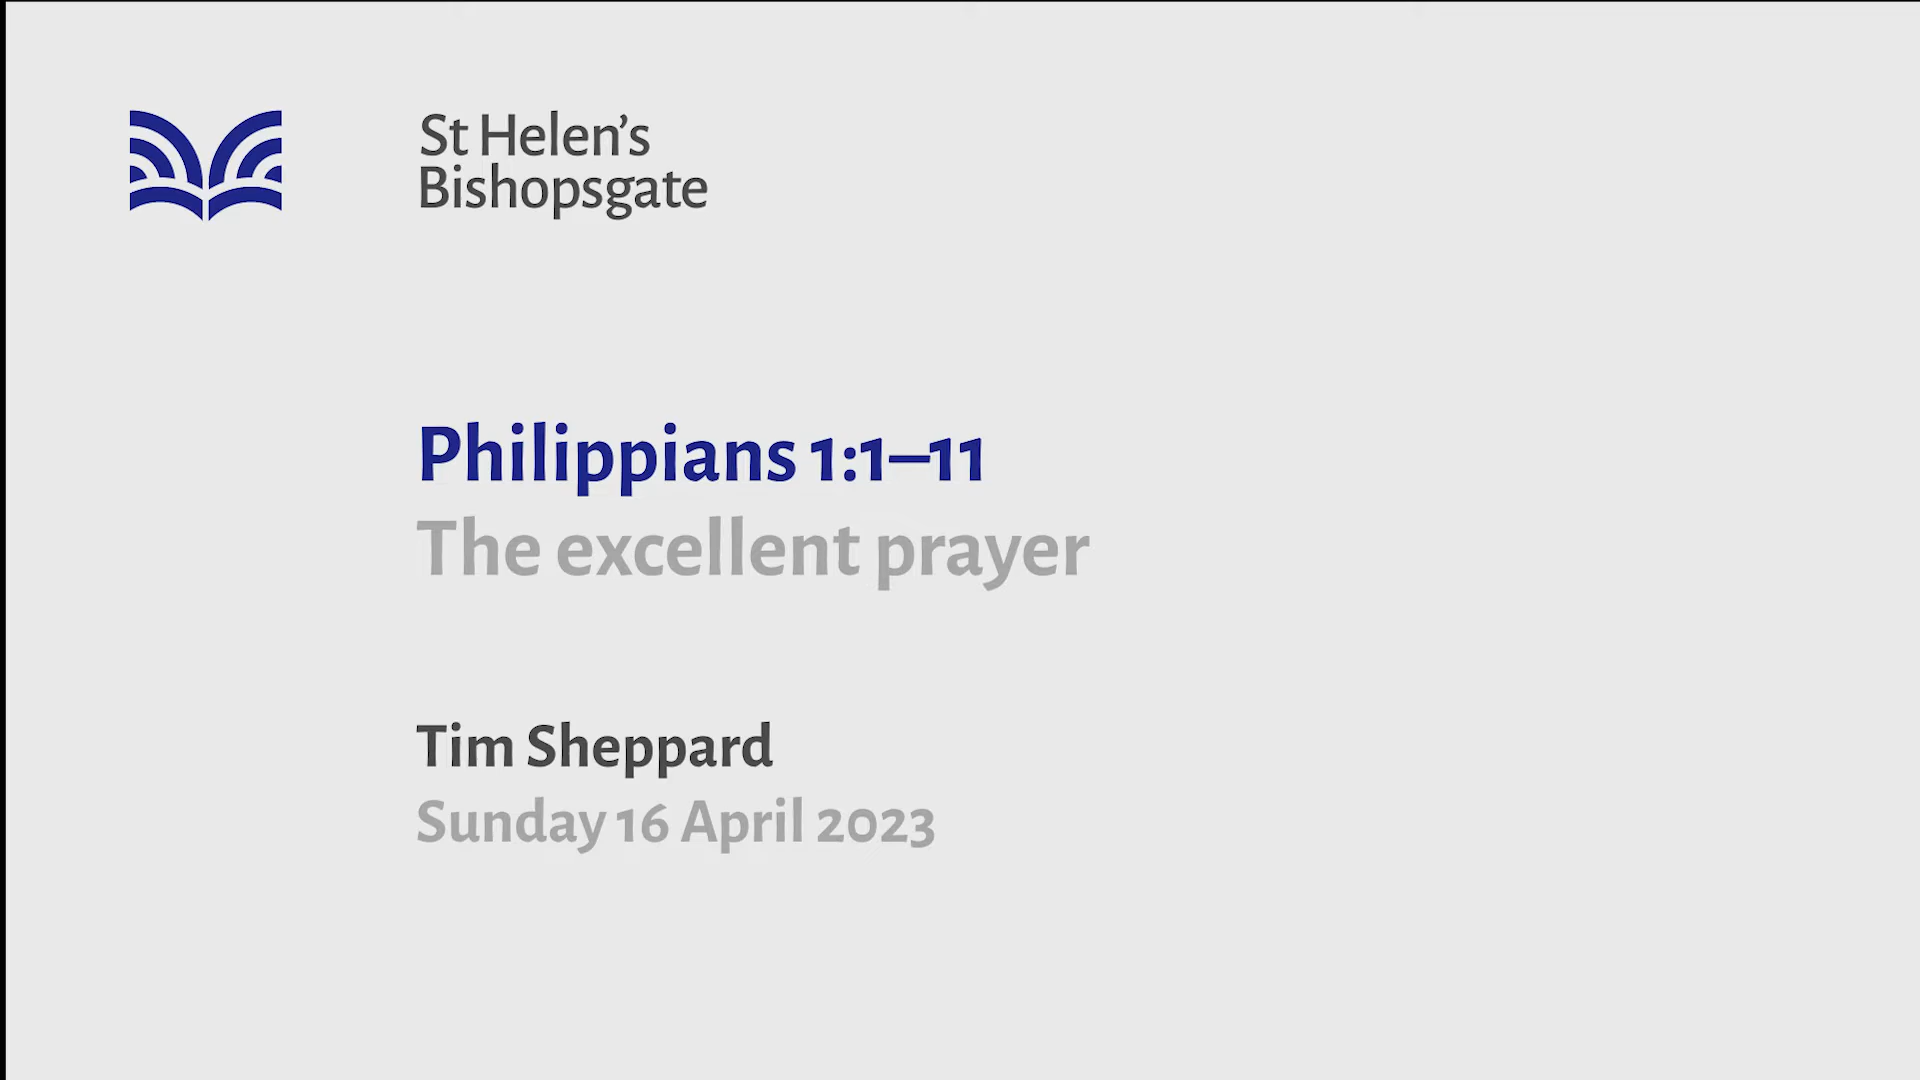 St Helen’s
Bishopsgate
Philippians 1:1–11
The excellent prayer
Tim Sheppard
Sunday 16 April 2023